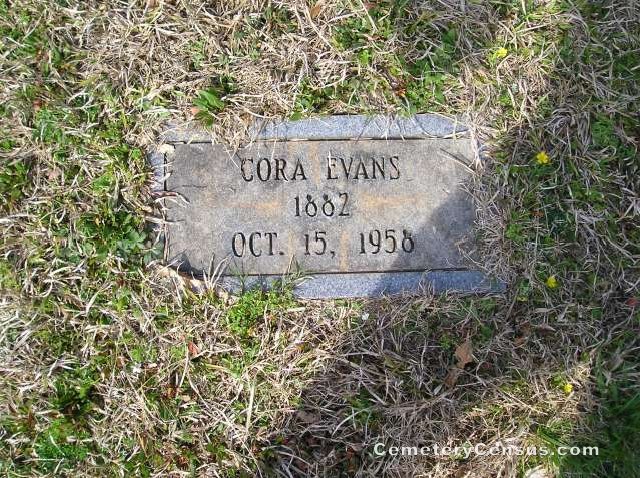 CORA EVANS
1882
OCT. 15, 1958
CemeteryCensus.com